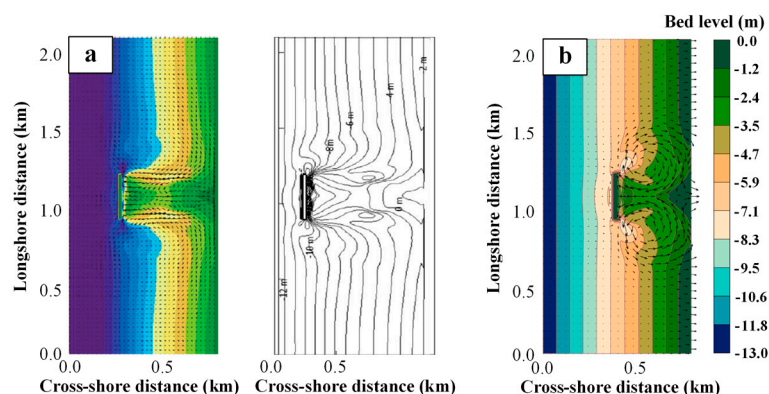 Bed level (m)
a
b
2.0
1.5
1.0
0.5
0.0
Longshore distance (km)
0.0
0.5
Cross-shore distance (km)
-2 m
-4 m
-6 m
-8 m
0 m
-10 m
-12 m
0.0
0.5
Cross-shore distance (km)
2.0
1.5
1.0
0.5
0.0
Longshore distance (km)
0.0
0.5
Cross-shore distance (km)
0.0
-1.2
-2.4
-3.5
-4.7
-5.9
-7.1
-8.3
-9.5
-10.6
-11.8
-13.0